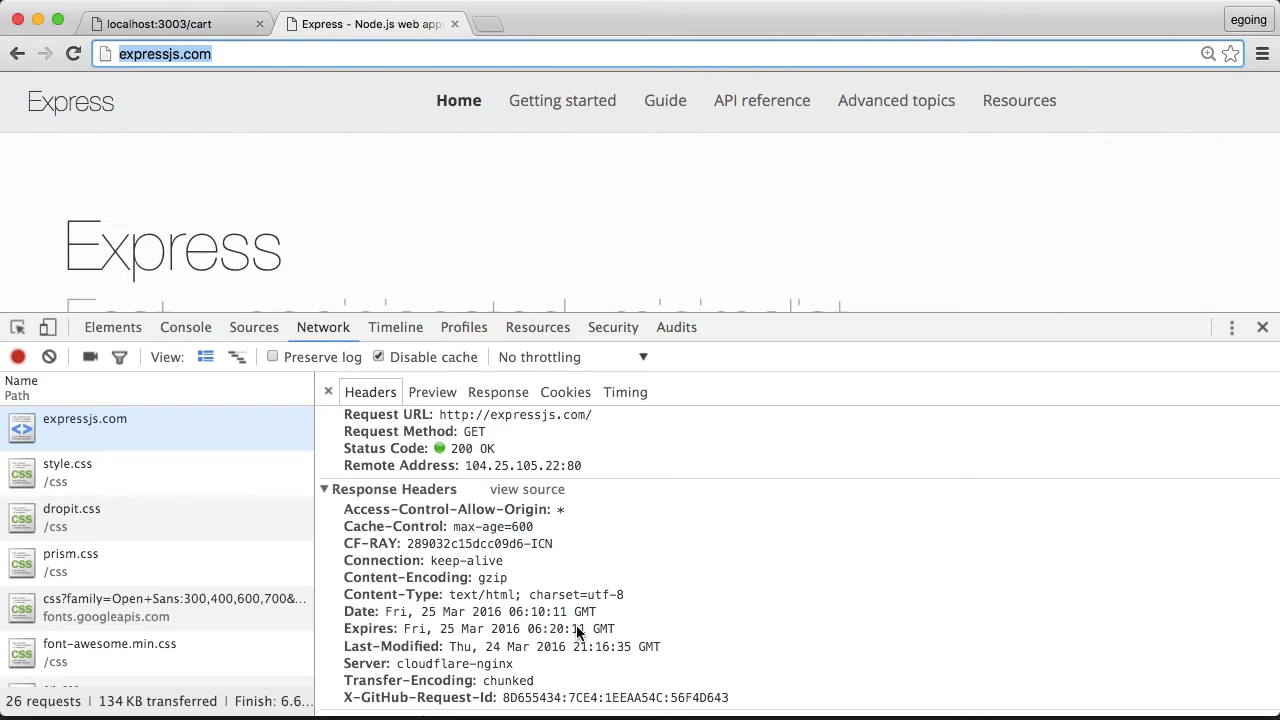 localhost:3003/cart
Express - Node.js web appl
egoing
expressjs.com
Express
Home Getting started Guide API reference Advanced topics Resources
Express
Elements Console Sources Network Timeline Profiles Resources Security Audits
View: Preserve log Disable cache No throttling
Name
Path
Headers Preview Response Cookies Timing
expressjs.com
style.css
/css
dropit.css
/css
prism.css
/css
css?family=Open+Sans:300,400,600,700&...
fonts.googleapis.com
font-awesome.min.css
/css
26 requests | 134 KB transferred | Finish: 6.6...
Request URL: http://expressjs.com/
Request Method: GET
Status Code: 200 OK
Remote Address: 104.25.105.22:80
Response Headers view source
Access-Control-Allow-Origin: *
Cache-Control: max-age=600
CF-RAY: 289032c15dcc09d6-ICN
Connection: keep-alive
Content-Encoding: gzip
Content-Type: text/html; charset=utf-8
Date: Fri, 25 Mar 2016 06:10:11 GMT
Expires: Fri, 25 Mar 2016 06:20:11 GMT
Last-Modified: Thu, 24 Mar 2016 21:16:35 GMT
Server: cloudflare-nginx
Transfer-Encoding: chunked
X-GitHub-Request-Id: 8D655434:7CE4:1EEAA54C:56F4D643